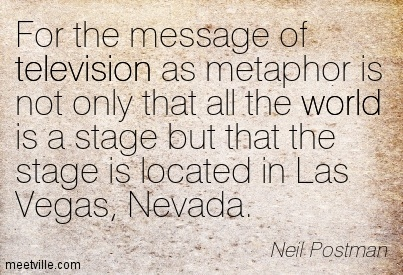 For the message of
television as metaphor is
not only that all the world
is a stage but that the
stage is located in Las
Vegas, Nevada.
Neil Postman
meetville.com